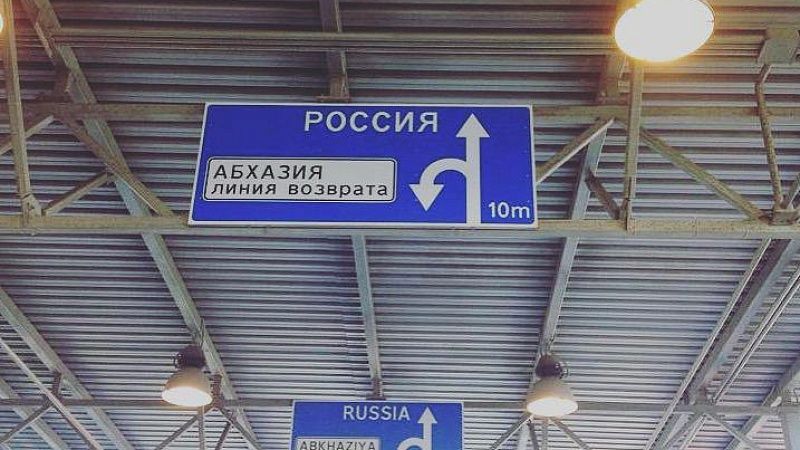 РОССИЯ
АБХАЗИЯ
линия возврата
10m
RUSSIA
ABKHAZIYA